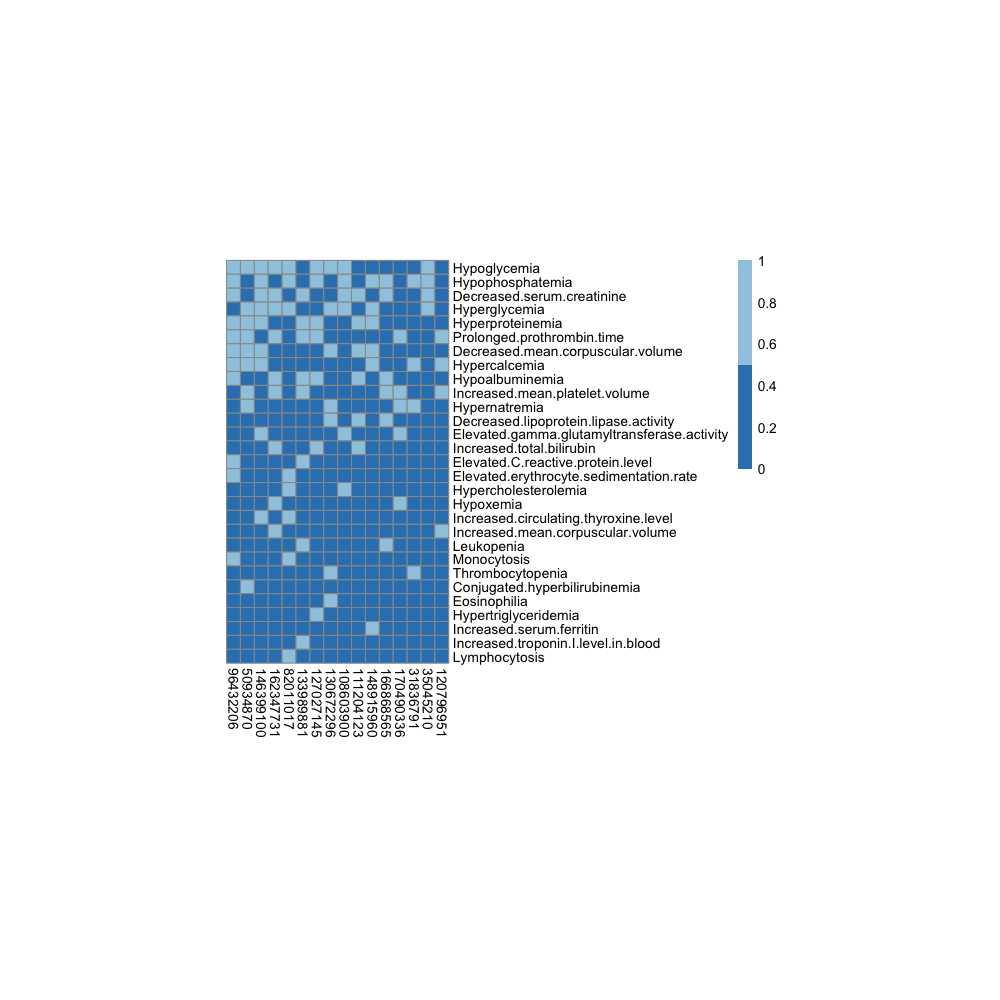 Hypoglycemia
Hypophosphatemia
Decreased.serum.creatinine
Hyperglycemia
Hyperproteinemia
Prolonged.prothrombin.time
Decreased.mean.corpuscular.volume
Hypercalcemia
Hypoalbuminemia
Increased.mean.platelet.volume
Hypernatremia
Decreased.lipoprotein.lipase.activity
Elevated.gamma.glutamyltransferase.activity
Increased.total.bilirubin
Elevated.C.reactive.protein.level
Elevated.erythrocyte.sedimentation.rate
Hypercholesterolemia
Hypoxemia
Increased.circulating.thyroxine.level
Increased.mean.corpuscular.volume
Leukopenia
Monocytosis
Thrombocytopenia
Conjugated.hyperbilirubinemia
Eosinophilia
Hypertriglyceridemia
Increased.serum.ferritin
Increased.troponin.I.level.in.blood
Lymphocytosis
96432206
50934870
146399100
162347731
82011017
133989881
127027145
130672296
108603900
111204123
148915960
166868565
170490336
31836791
35045210
120796951
1
0.8
0.6
0.4
0.2
0